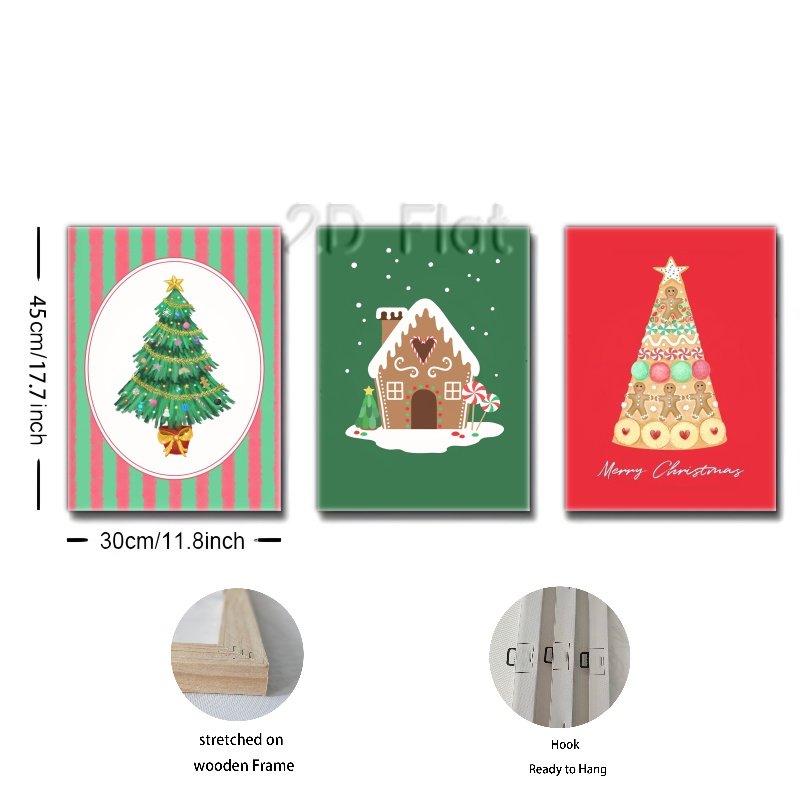 2D Flat
45cm/17.7inch
Merry Christmas
30cm/11.8inch
stretched on
wooden Frame
Hook
Ready to Hang